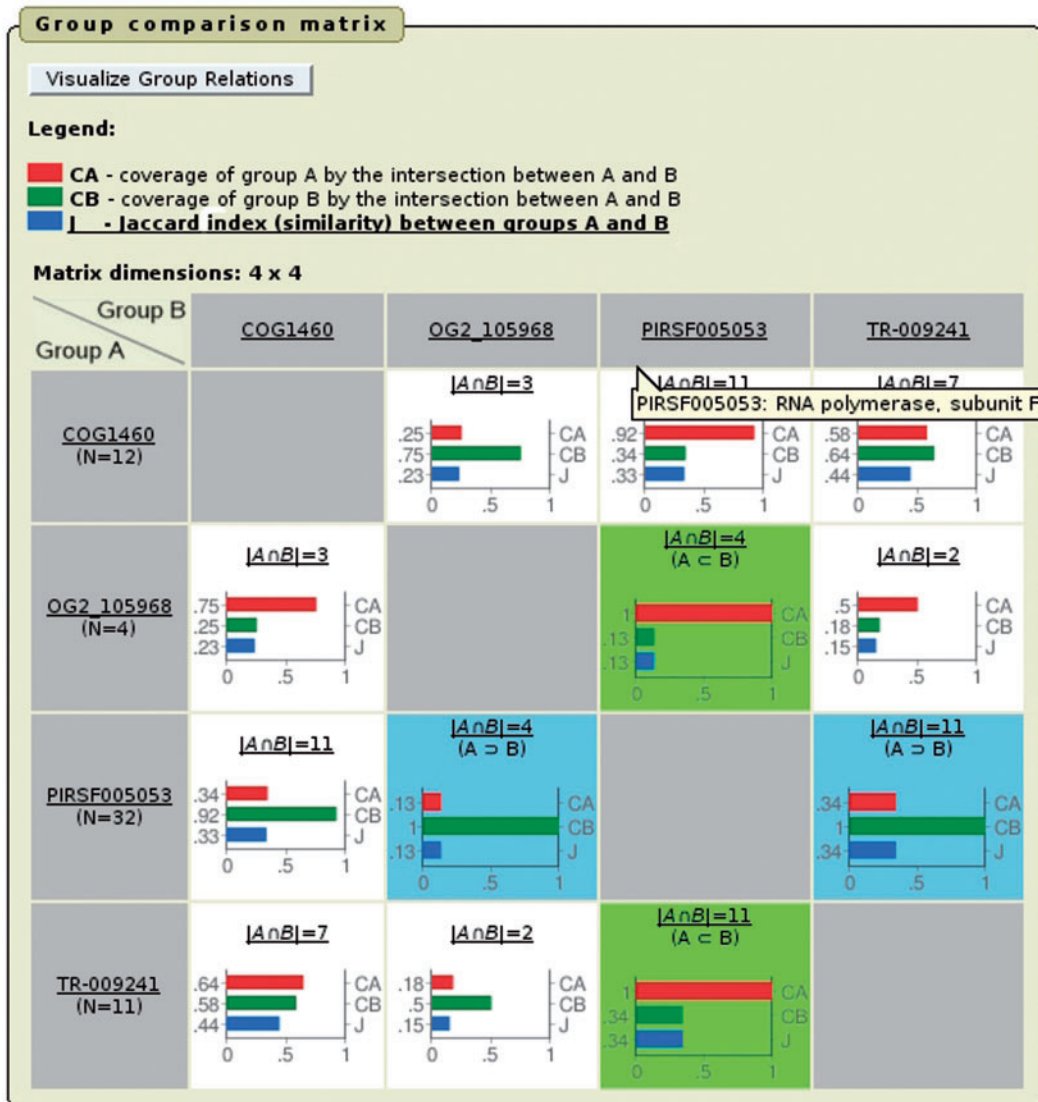 Group comparison matrix
Visualize Group Relations
Legend:
CA - coverage of group A by the intersection between A and B
CB - coverage of group B by the intersection between A and B
J - Jaccard index (similarity) between groups A and B
Matrix dimensions: 4 x 4
Group B
Group A
COG1460 OG2_105968 PIRSF005053 TR-009241
COG1460
(N=12)
|A∩B|=3
.25 CA
.75 CB
.23 J
0 .5 1
|A∩B|=11
PIRSF005053: RNA polymerase, subunit F
.92 CA
.34 CB
.33 J
0 .5 1
|A∩B|=7
.58 CA
.64 CB
.44 J
0 .5 1
OG2_105968
(N=4)
|A∩B|=3
.75 CA
.25 CB
.23 J
0 .5 1
|A∩B|=4
(A ⊂ B)
1 CA
.13 CB
.13 J
0 .5 1
|A∩B|=2
.5 CA
.18 CB
.15 J
0 .5 1
PIRSF005053
(N=32)
|A∩B|=11
.34 CA
.92 CB
.33 J
0 .5 1
|A∩B|=4
(A ⊃ B)
.13 CA
1 CB
.13 J
0 .5 1
|A∩B|=11
(A ⊃ B)
.34 CA
1 CB
.34 J
0 .5 1
TR-009241
(N=11)
|A∩B|=7
.64 CA
.58 CB
.44 J
0 .5 1
|A∩B|=2
.18 CA
.5 CB
.15 J
0 .5 1
|A∩B|=11
(A ⊂ B)
1 CA
.34 CB
.34 J
0 .5 1